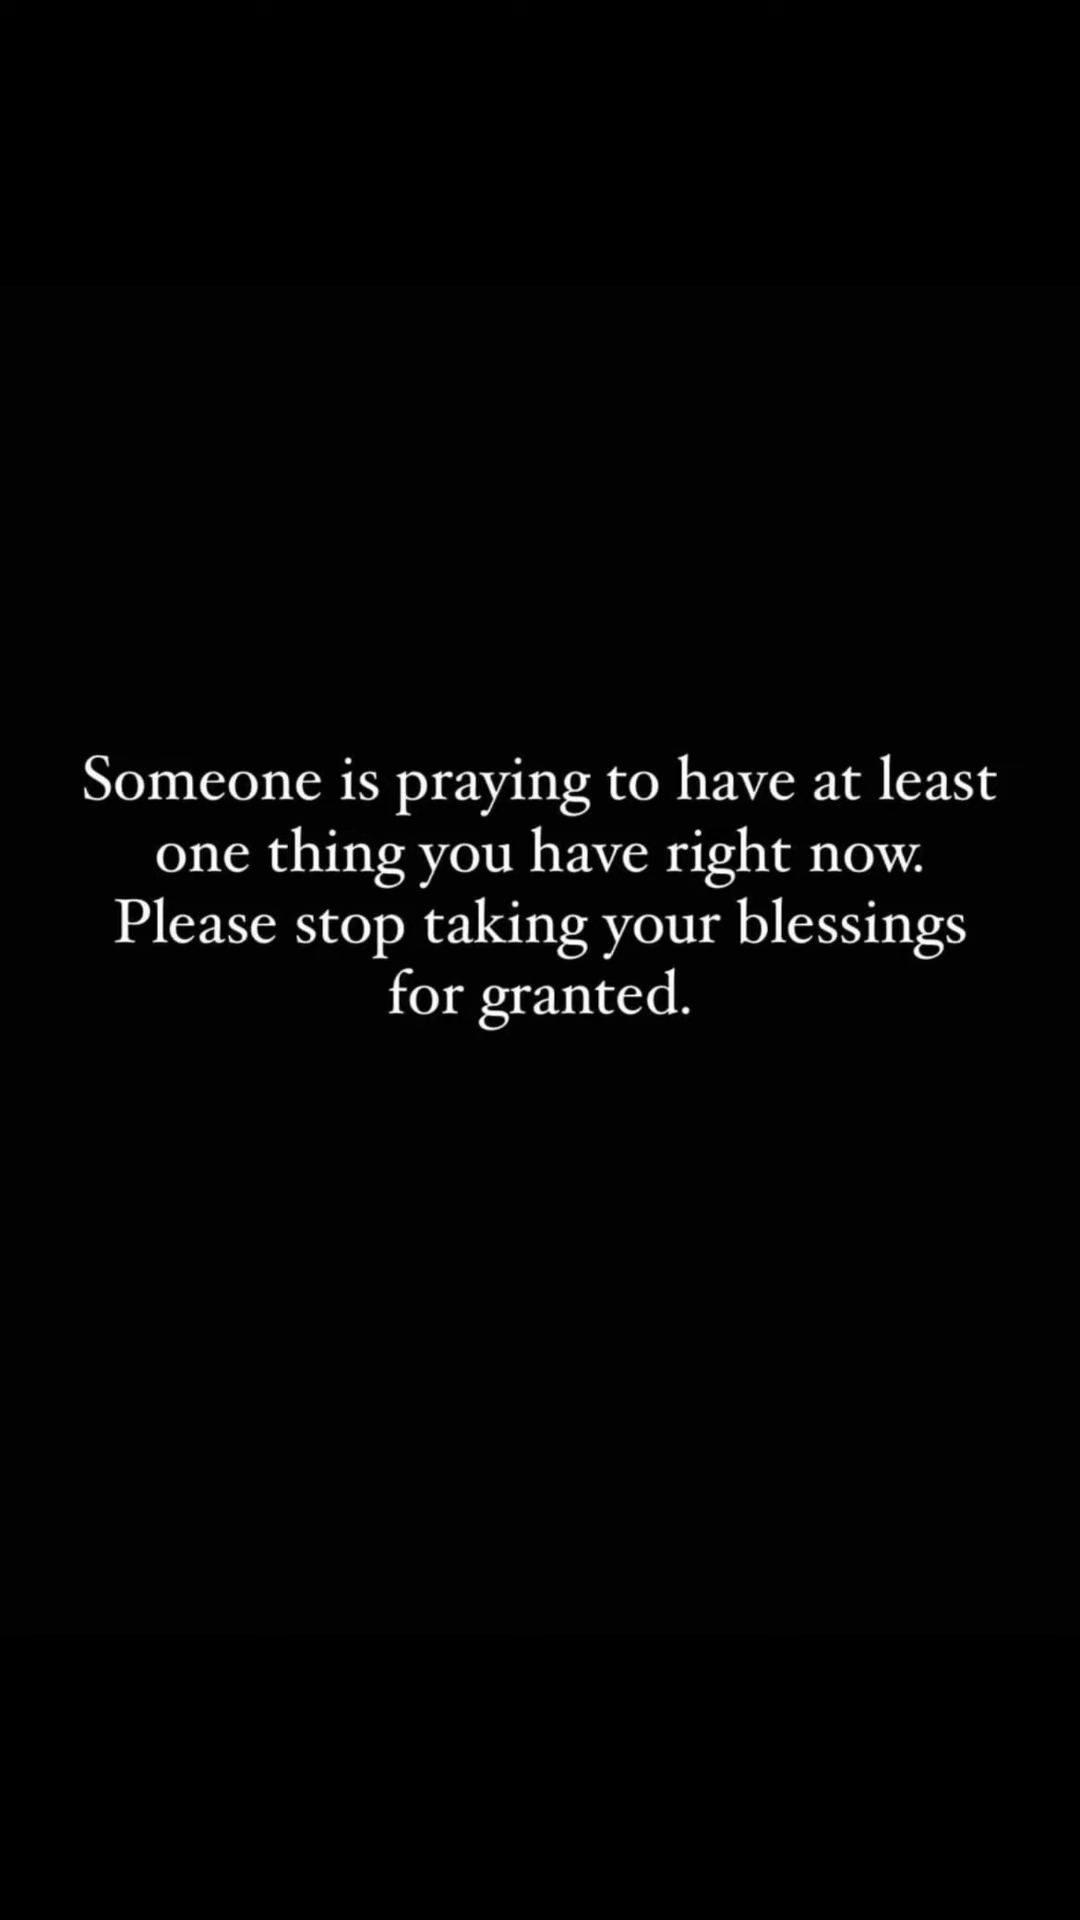 Someone is praying to have at least
one thing you have right now.
Please stop taking your blessings
for granted.